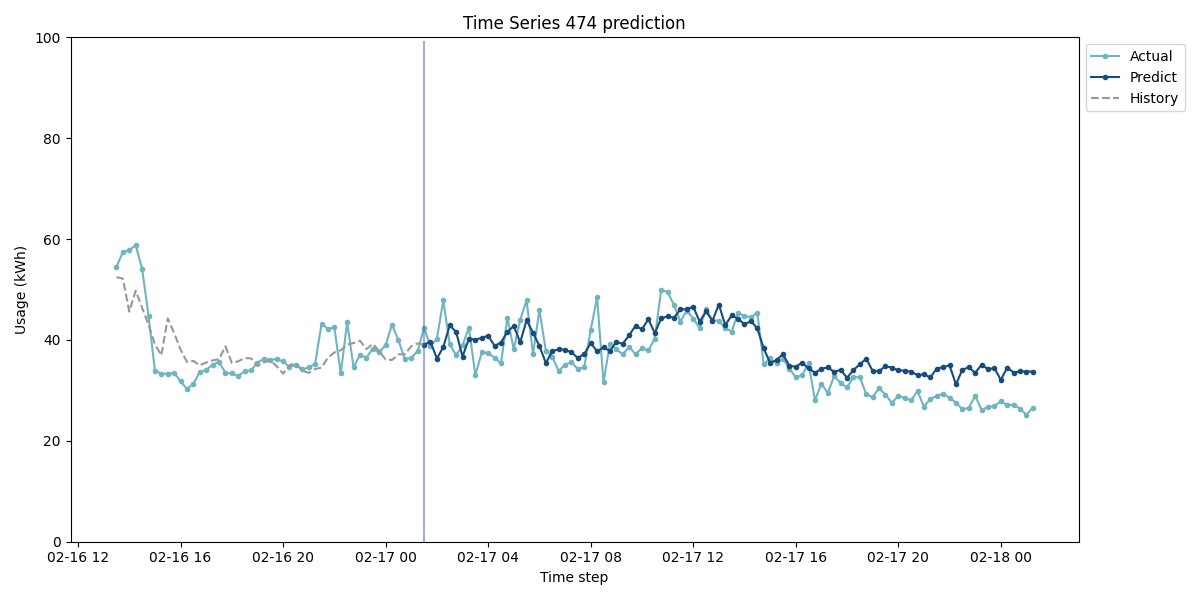 Time Series 474 prediction
100
80
60
40
20
0
Usage (kWh)
02-16 12
02-16 16
02-16 20
02-17 00
02-17 04
02-17 08
02-17 12
02-17 16
02-17 20
02-18 00
Time step
Actual
Predict
History